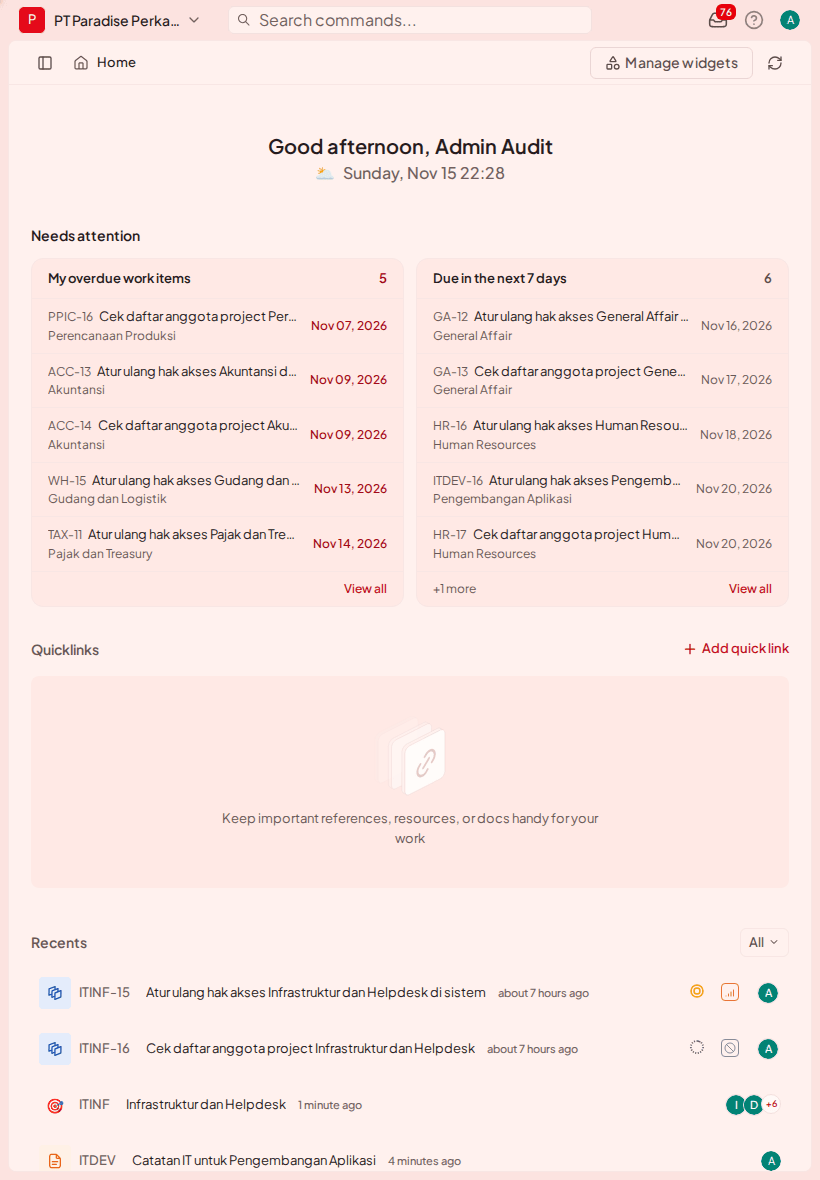 P PT Paradise Perka...
Search commands...
76
A
Home
Manage widgets
Good afternoon, Admin Audit
Sunday, Nov 15 22:28
Needs attention
My overdue work items 5
PPIC-16 Cek daftar anggota project Per...
Perencanaan Produksi
Nov 07, 2026
ACC-13 Atur ulang hak akses Akuntansi d...
Akuntansi
Nov 09, 2026
ACC-14 Cek daftar anggota project Aku...
Akuntansi
Nov 09, 2026
WH-15 Atur ulang hak akses Gudang dan ...
Gudang dan Logistik
Nov 13, 2026
TAX-11 Atur ulang hak akses Pajak dan Tre...
Pajak dan Treasury
Nov 14, 2026
View all
Due in the next 7 days 6
GA-12 Atur ulang hak akses General Affair ...
General Affair
Nov 16, 2026
GA-13 Cek daftar anggota project Gene...
General Affair
Nov 17, 2026
HR-16 Atur ulang hak akses Human Resou...
Human Resources
Nov 18, 2026
ITDEV-16 Atur ulang hak akses Pengemb...
Pengembangan Aplikasi
Nov 20, 2026
HR-17 Cek daftar anggota project Hum...
Human Resources
Nov 20, 2026
+1 more
View all
Quicklinks
Add quick link
Keep important references, resources, or docs handy for your
work
Recents
All
ITINF-15 Atur ulang hak akses Infrastruktur dan Helpdesk di sistem about 7 hours ago A
ITINF-16 Cek daftar anggota project Infrastruktur dan Helpdesk about 7 hours ago A
ITINF Infrastruktur dan Helpdesk 1 minute ago I D +6
ITDEV Catatan IT untuk Pengembangan Aplikasi 4 minutes ago A